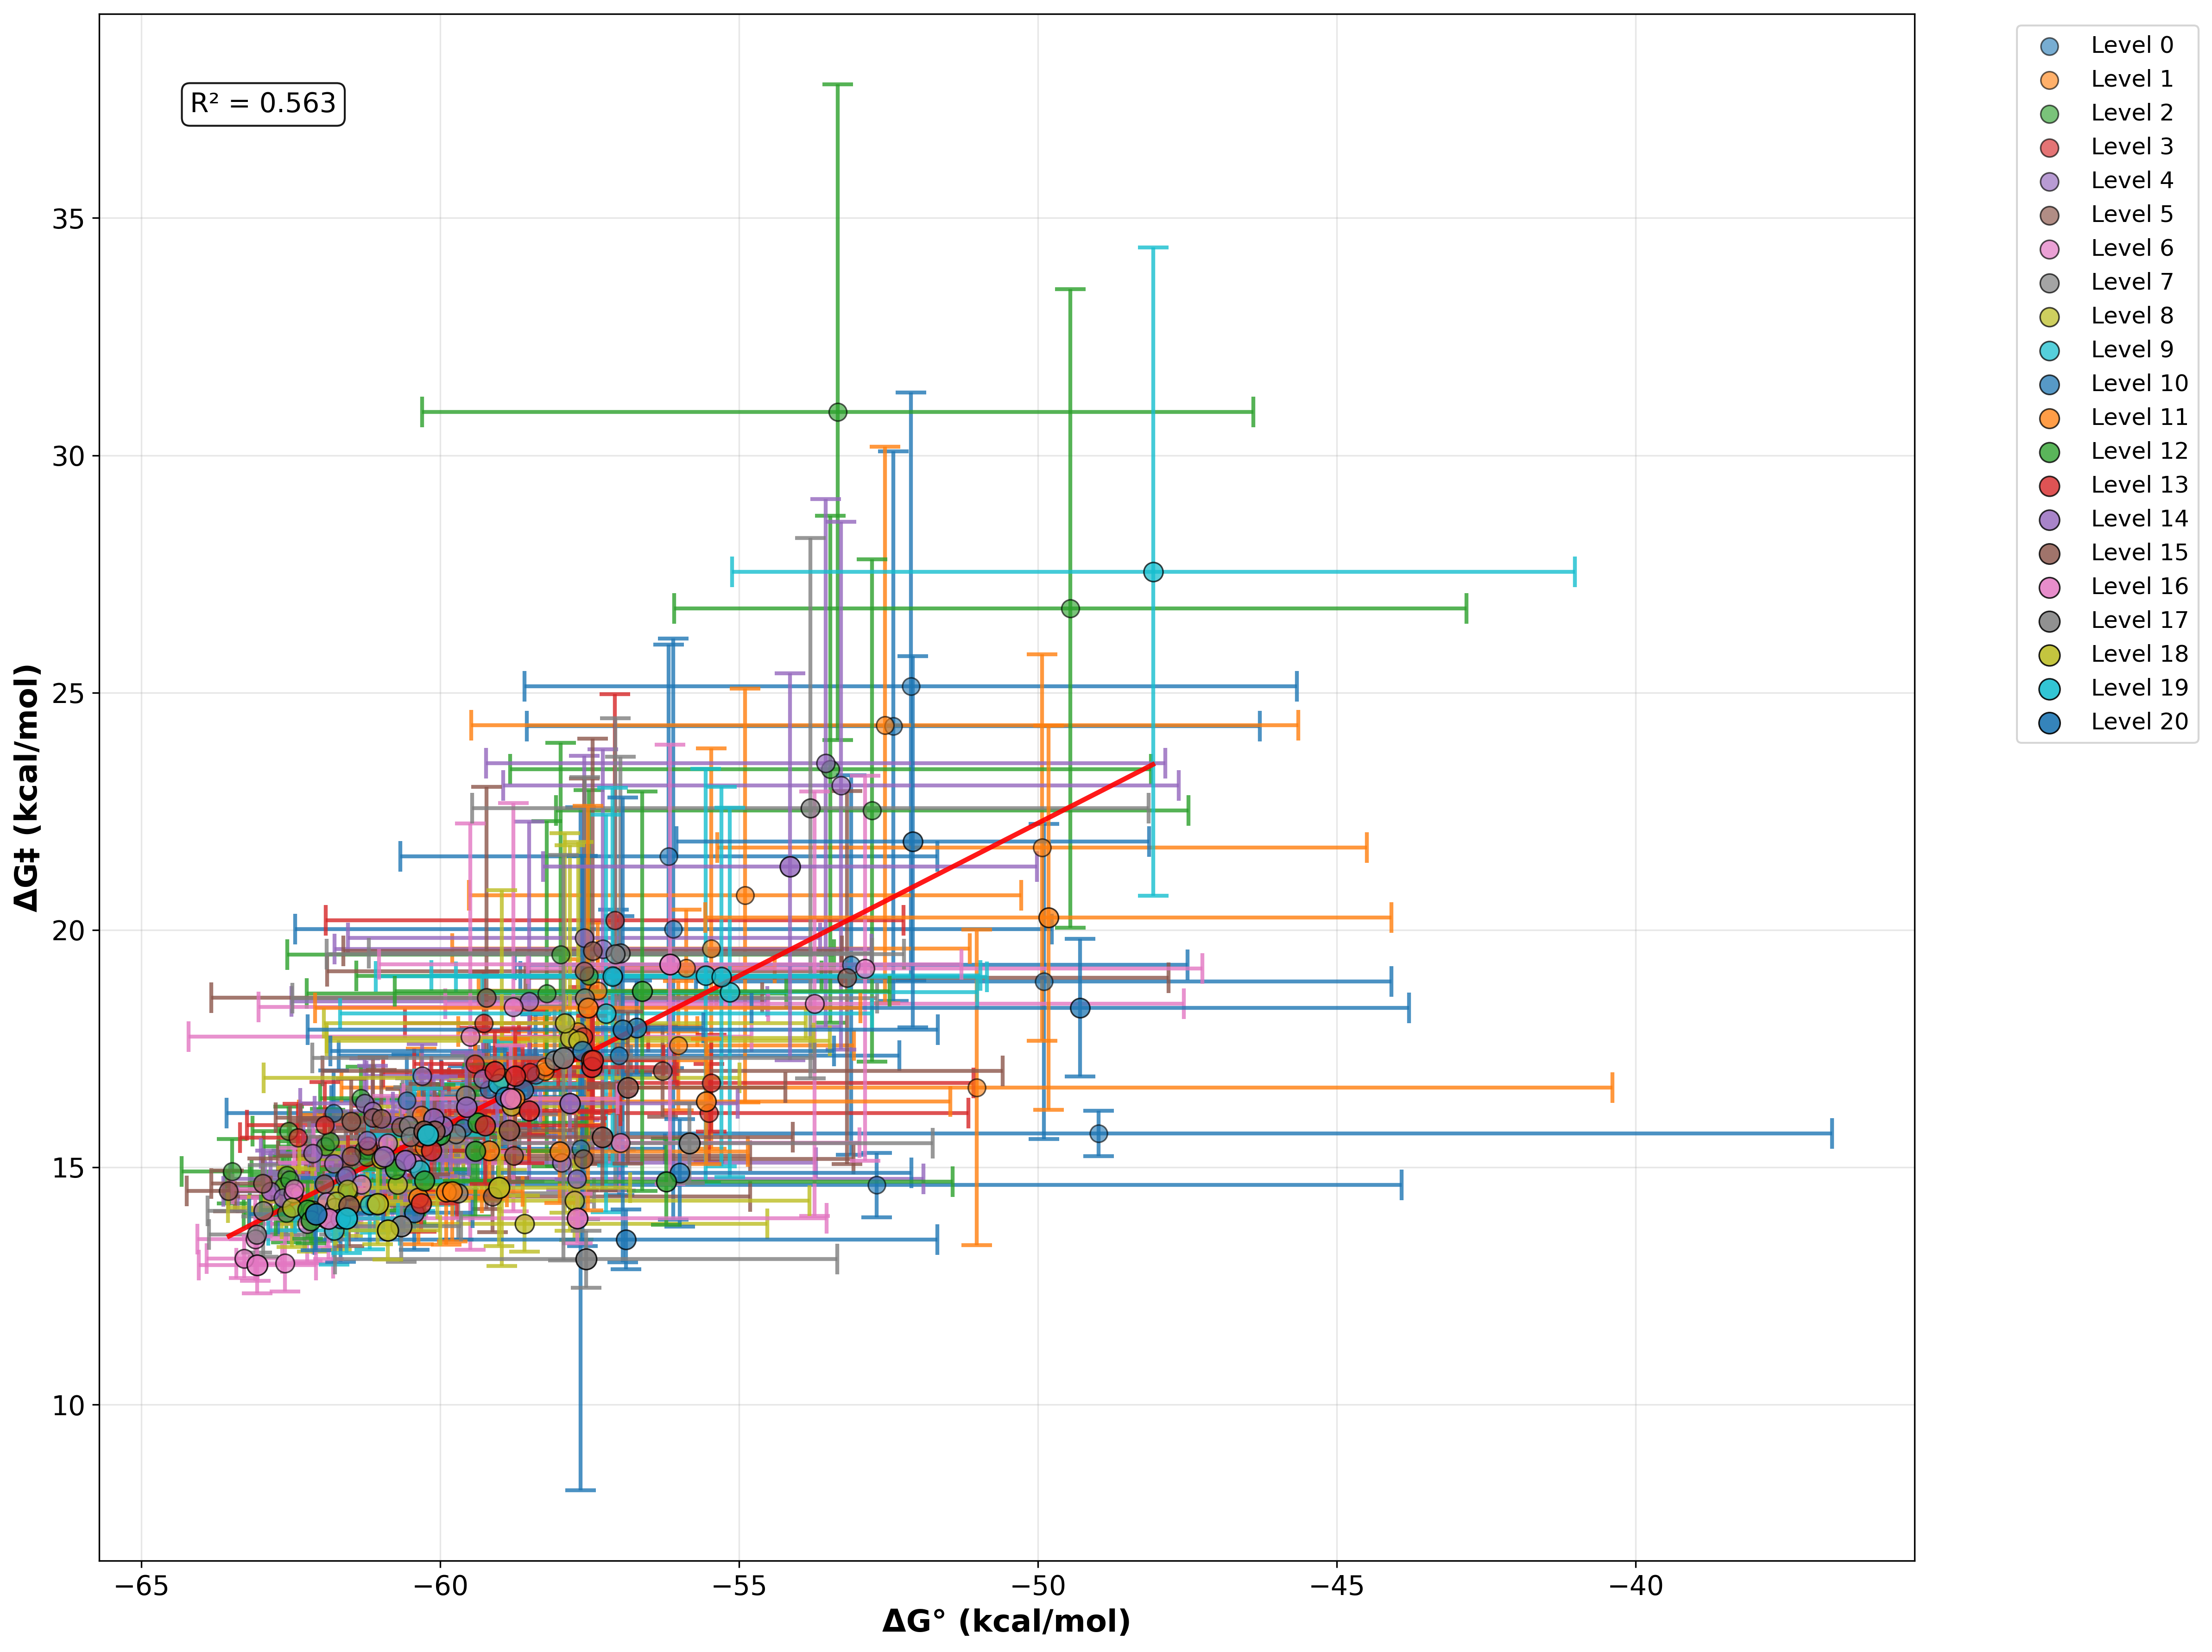 R² = 0.563
35
30
25
20
15
10
ΔG‡ (kcal/mol)
−65
−60
−55
−50
−45
−40
ΔG° (kcal/mol)
Level 0
Level 1
Level 2
Level 3
Level 4
Level 5
Level 6
Level 7
Level 8
Level 9
Level 10
Level 11
Level 12
Level 13
Level 14
Level 15
Level 16
Level 17
Level 18
Level 19
Level 20